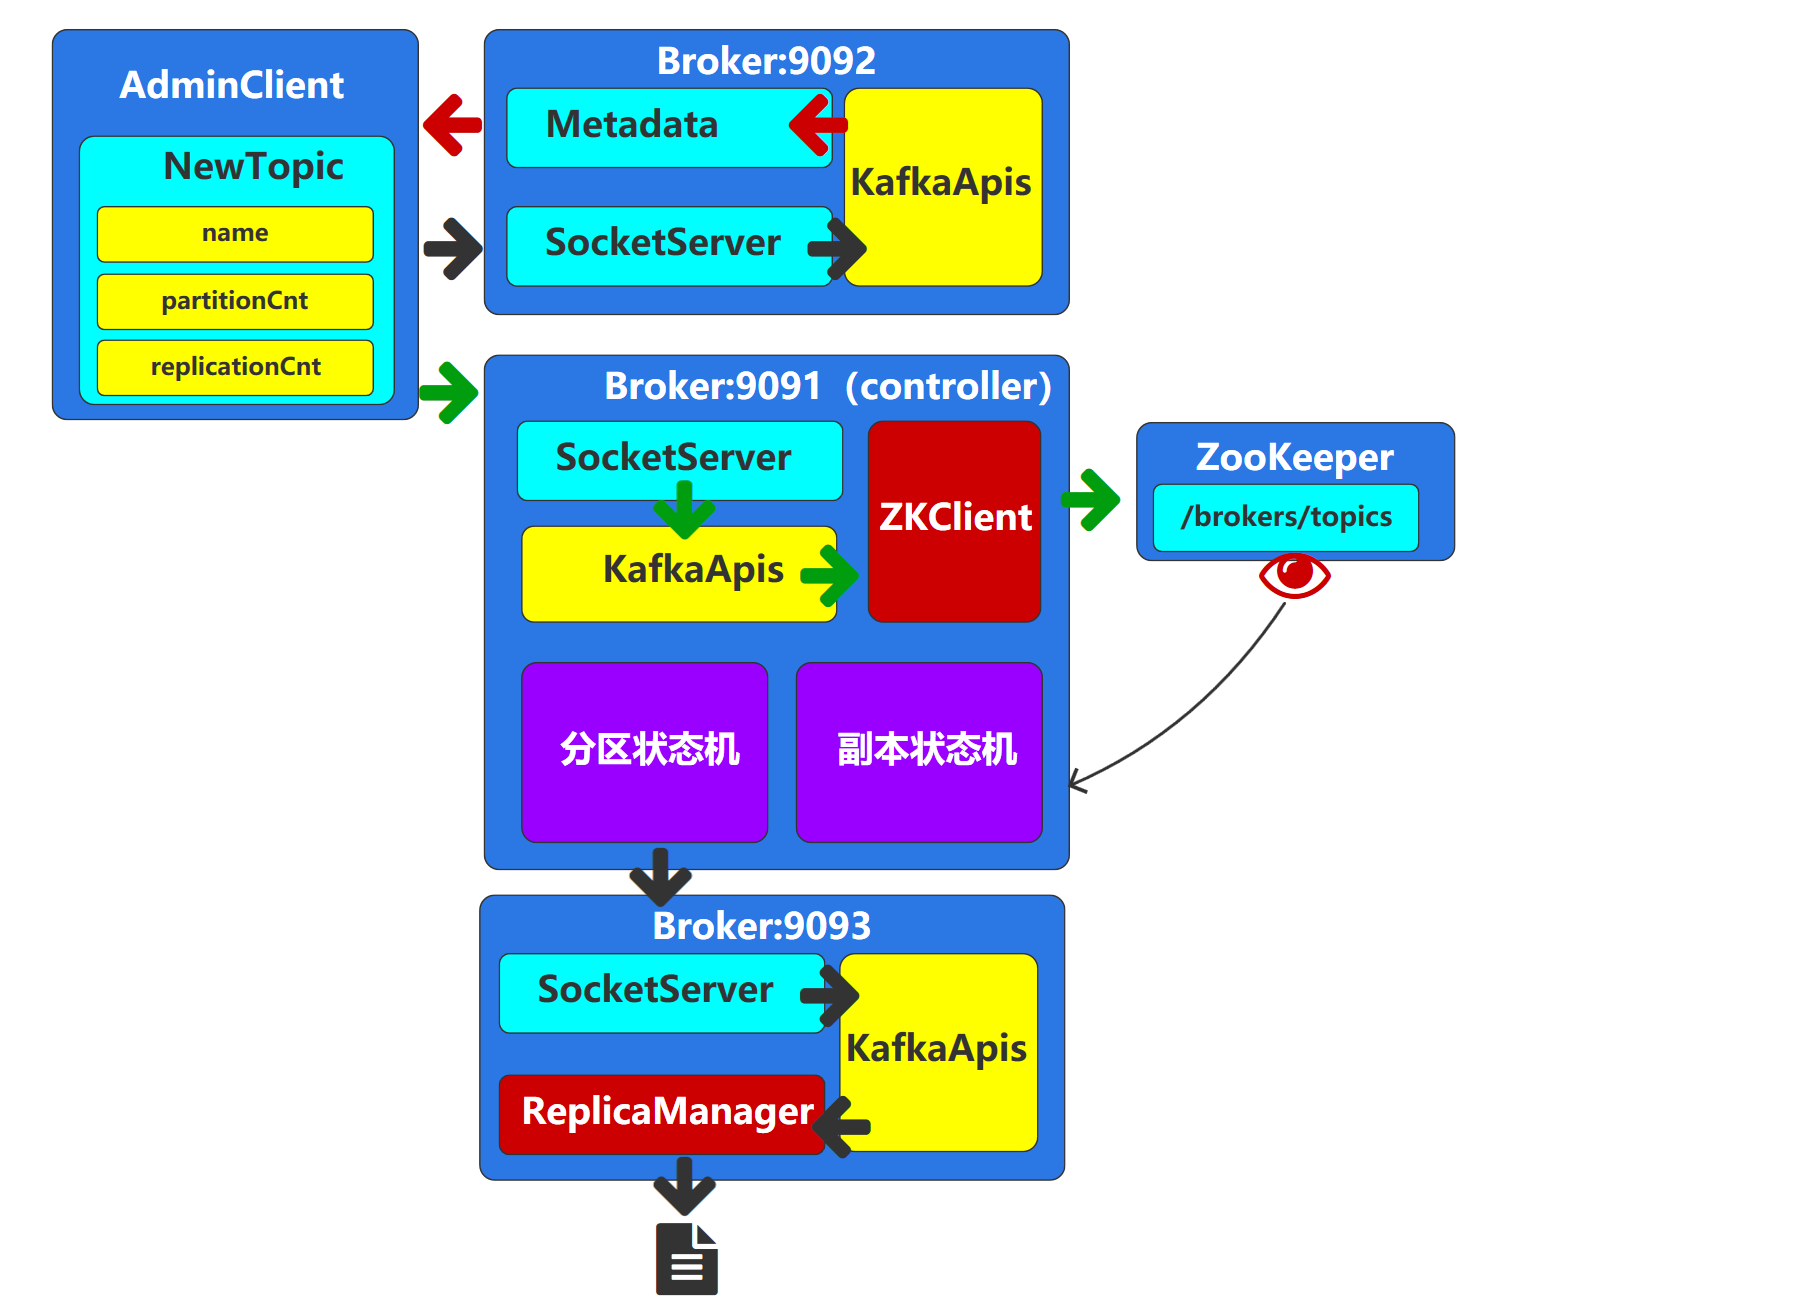 AdminClient
NewTopic
name
partitionCnt
replicationCnt
Broker:9092
Metadata
KafkaApis
SocketServer
Broker:9091（controller）
SocketServer
ZKClient
KafkaApis
分区状态机
副本状态机
ZooKeeper
/brokers/topics
Broker:9093
SocketServer
KafkaApis
ReplicaManager